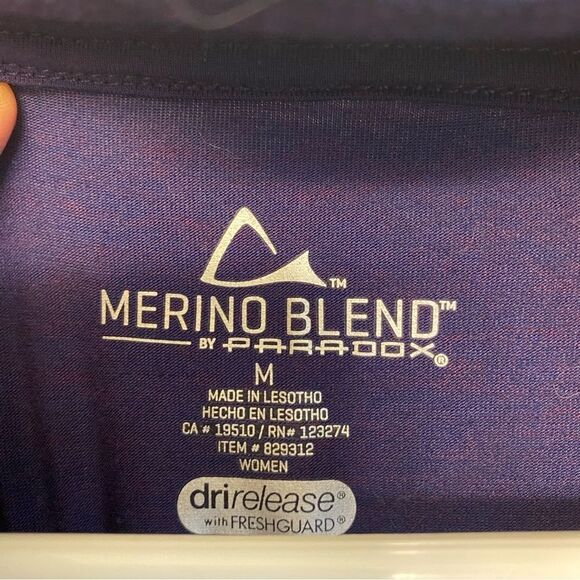 ™
MERINO BLEND™
BY PARADOX®
M
MADE IN LESOTHO
HECHO EN LESOTHO
CA # 19510 / RN# 123274
ITEM # 829312
WOMEN
drirelease®
with FRESHGUARD®